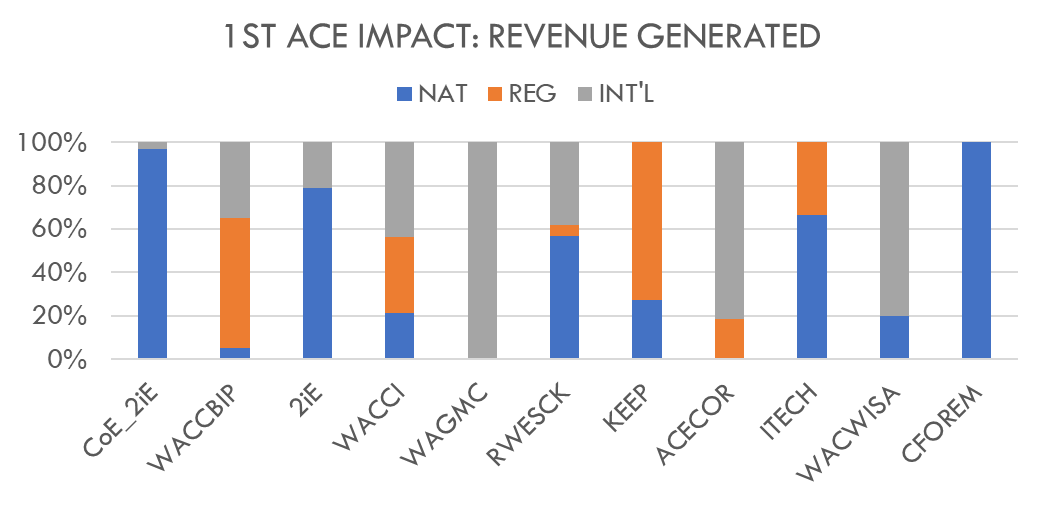 1ST ACE IMPACT: REVENUE GENERATED
NAT REG INT'L
100%
80%
60%
40%
20%
0%
CoE_2iE
WACCBIP
2iE
WACCI
WAGMC
RWESCK
KEEP
ACECOR
ITECH
WACWISA
CFOREM